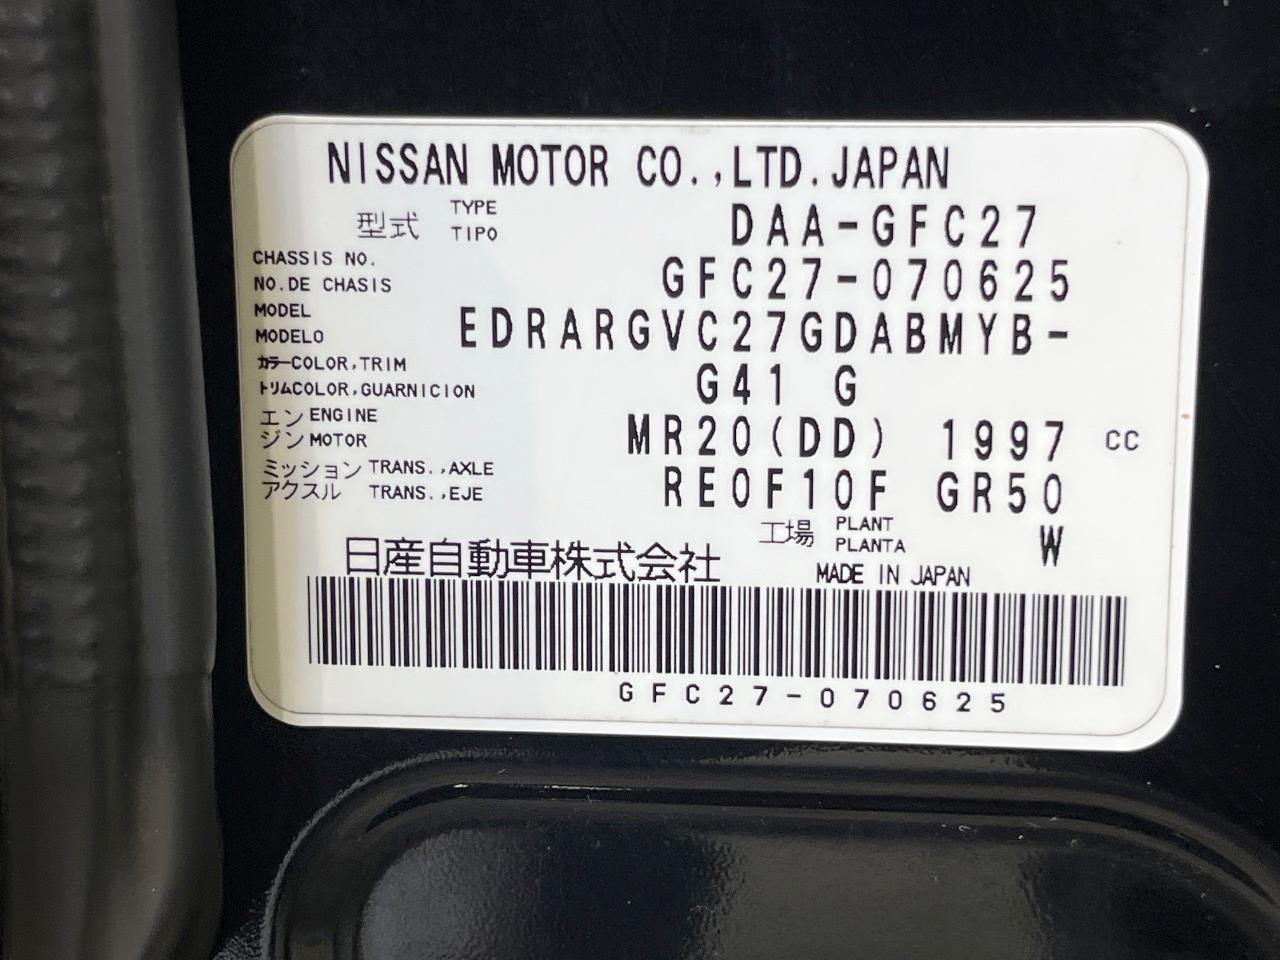 NISSAN MOTOR CO.,LTD.JAPAN
型式 TYPE TIPO DAA-GFC27
CHASSIS NO.
NO.DE CHASIS GFC27-070625
MODEL
MODELO EDRARGVC27GDABMYB-
カラーCOLOR,TRIM
トリムCOLOR,GUARNICION G41 G
エンジン ENGINE MOTOR MR20(DD) 1997 CC
ミッション TRANS.,AXLE
アクスル TRANS.,EJE RE0F10F GR50
工場 PLANT PLANTA W
日産自動車株式会社 MADE IN JAPAN
GFC27-070625